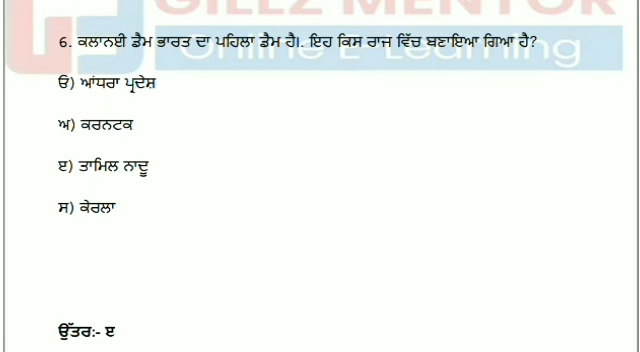 GILLZ MENTOR
Online E-Learning
6. ਕਲਾਨਈ ਡੈਮ ਭਾਰਤ ਦਾ ਪਹਿਲਾ ਡੈਮ ਹੈ।. ਇਹ ਕਿਸ ਰਾਜ ਵਿੱਚ ਬਣਾਇਆ ਗਿਆ ਹੈ?
ੳ) ਆਂਧਰਾ ਪ੍ਰਦੇਸ਼
ਅ) ਕਰਨਟਕ
ੲ) ਤਾਮਿਲ ਨਾਦੂ
ਸ) ਕੇਰਲਾ
ਉੱਤਰ:- ੲ